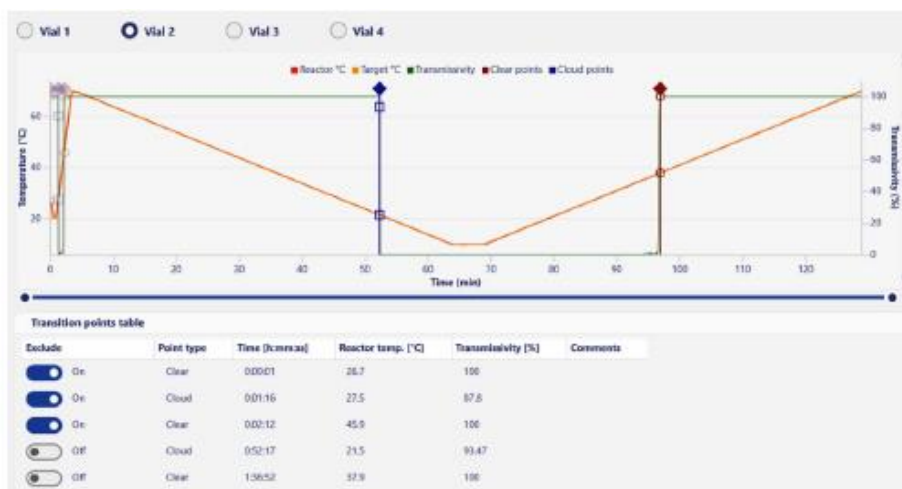 Vial 1 Vial 2 Vial 3 Vial 4
Reactor °C Target °C Transmissivity Clear points Cloud points
Temperature (°C)
60
40
20
100
80
60
40
20
0
Transmissivity (%)
0 10 20 30 40 50 60 70 80 90 100 110 120
Time (min)
Transition points table
Exclude Point type Time [h:mm:ss] Reactor temp. [°C] Transmissivity [%] Comments
On Clear 0:00:01 26.7 100
On Cloud 0:01:16 27.5 87.8
On Clear 0:02:12 45.9 100
Off Cloud 0:52:17 21.5 93.47
Off Clear 1:36:52 37.9 100